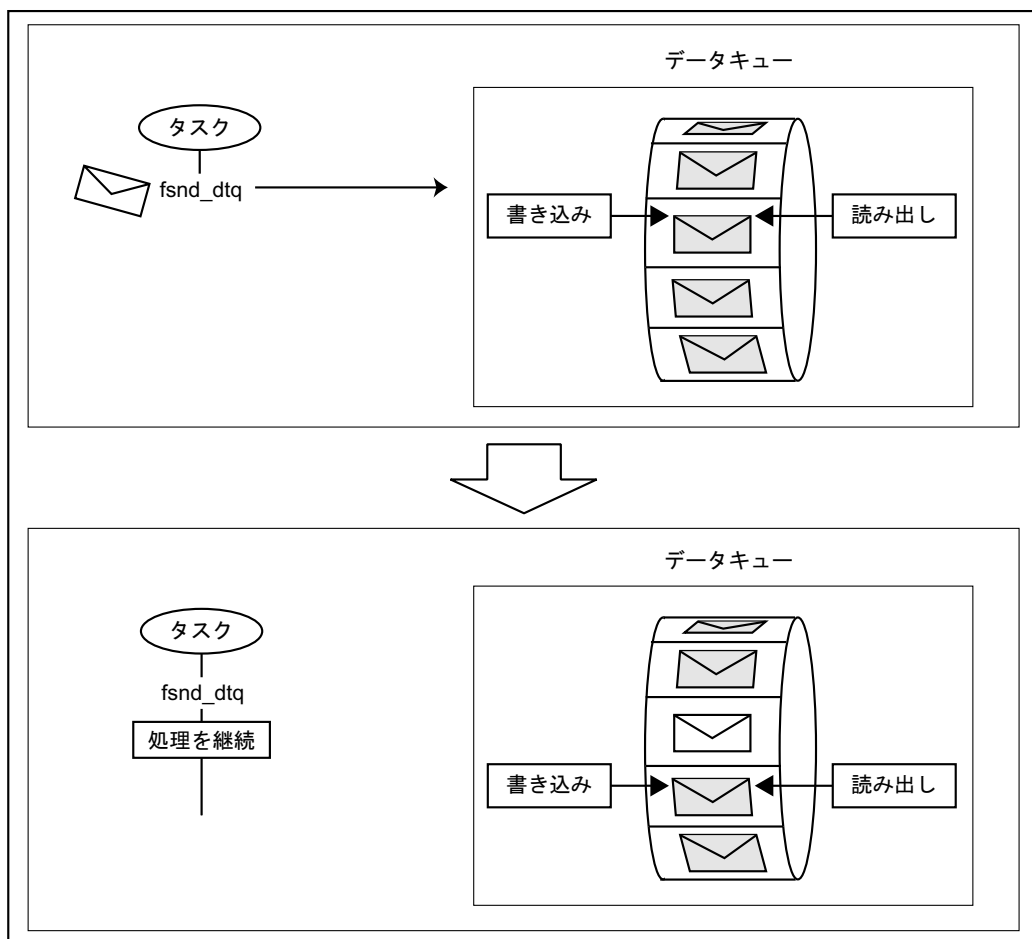 データキュー
タスク
fsnd_dtq
書き込み
読み出し
データキュー
タスク
fsnd_dtq
処理を継続
書き込み
読み出し